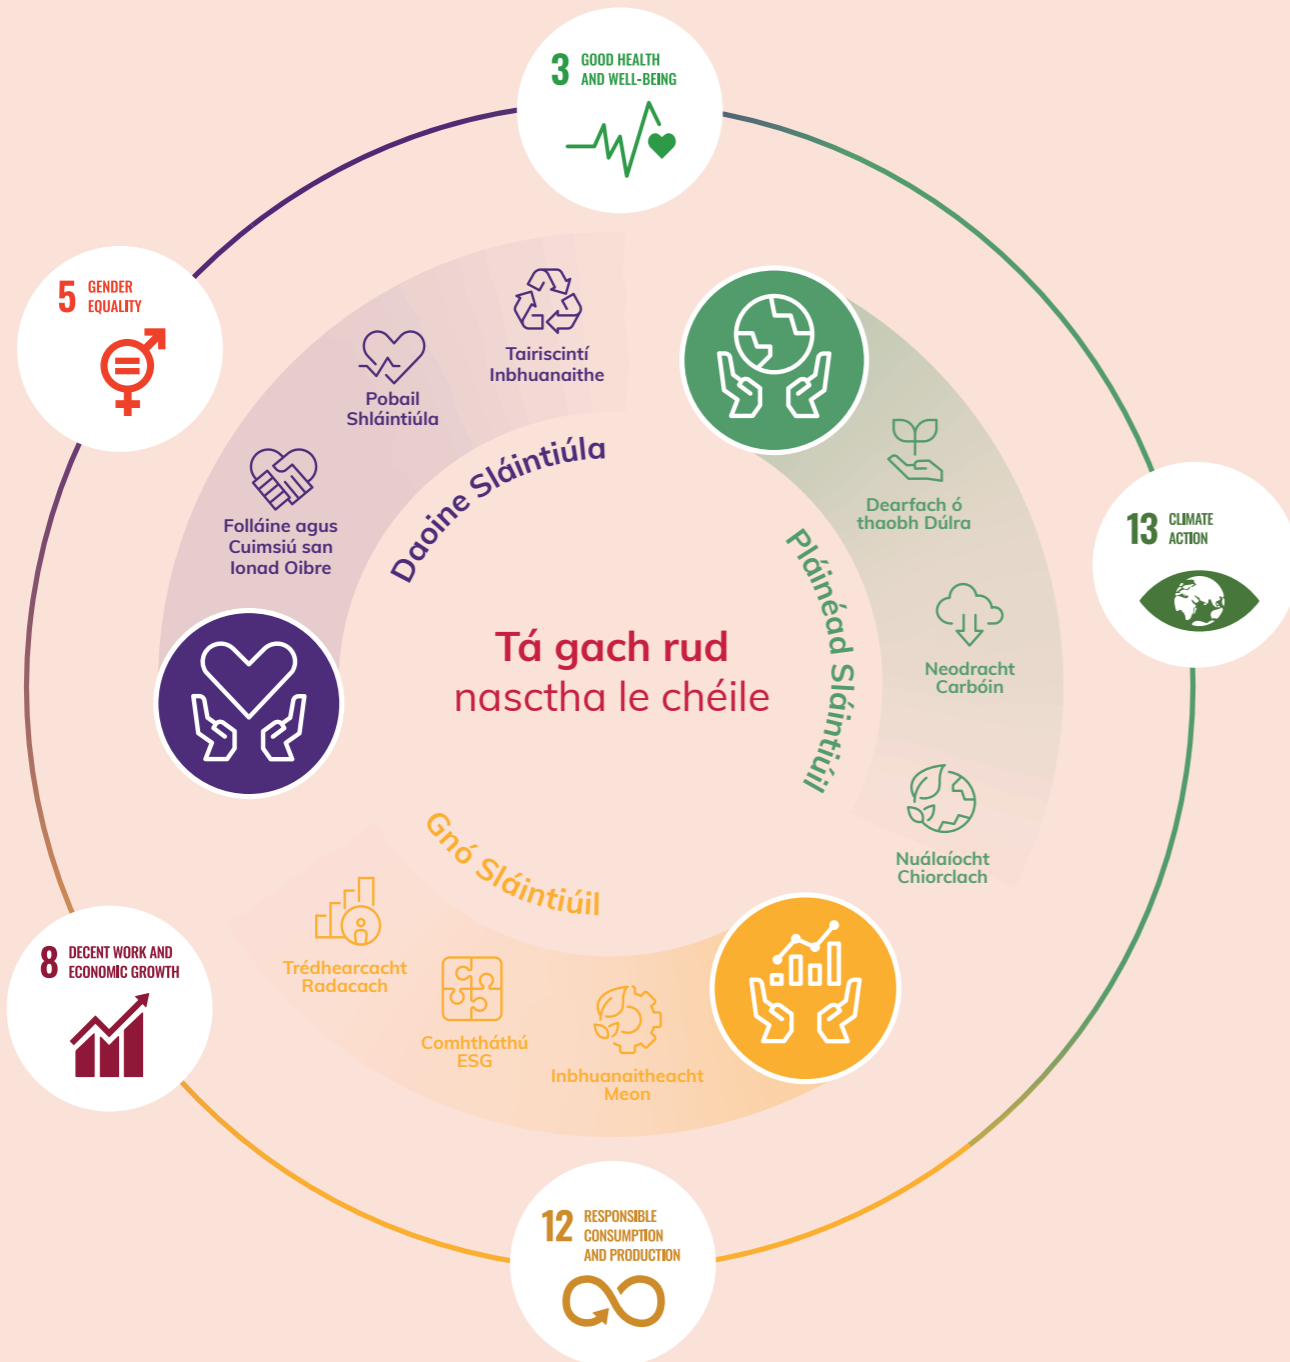 3 GOOD HEALTH
AND WELL-BEING
5 GENDER
EQUALITY
13 CLIMATE
ACTION
8 DECENT WORK AND
ECONOMIC GROWTH
12 RESPONSIBLE
CONSUMPTION
AND PRODUCTION
Daoine Sláintiúla
Tairiscintí
Inbhuanaithe
Pobail
Shláintiúla
Folláine agus
Cuimsiú san
Ionad Oibre
Pláinéad Sláintiúil
Dearfach ó
thaobh Dúlra
Neodracht
Carbóin
Nuálaíocht
Chiorclach
Tá gach rud
nasctha le chéile
Gnó Sláintiúil
Trédhearcacht
Radacach
Comhtháthú
ESG
Inbhuanaitheacht
Meon